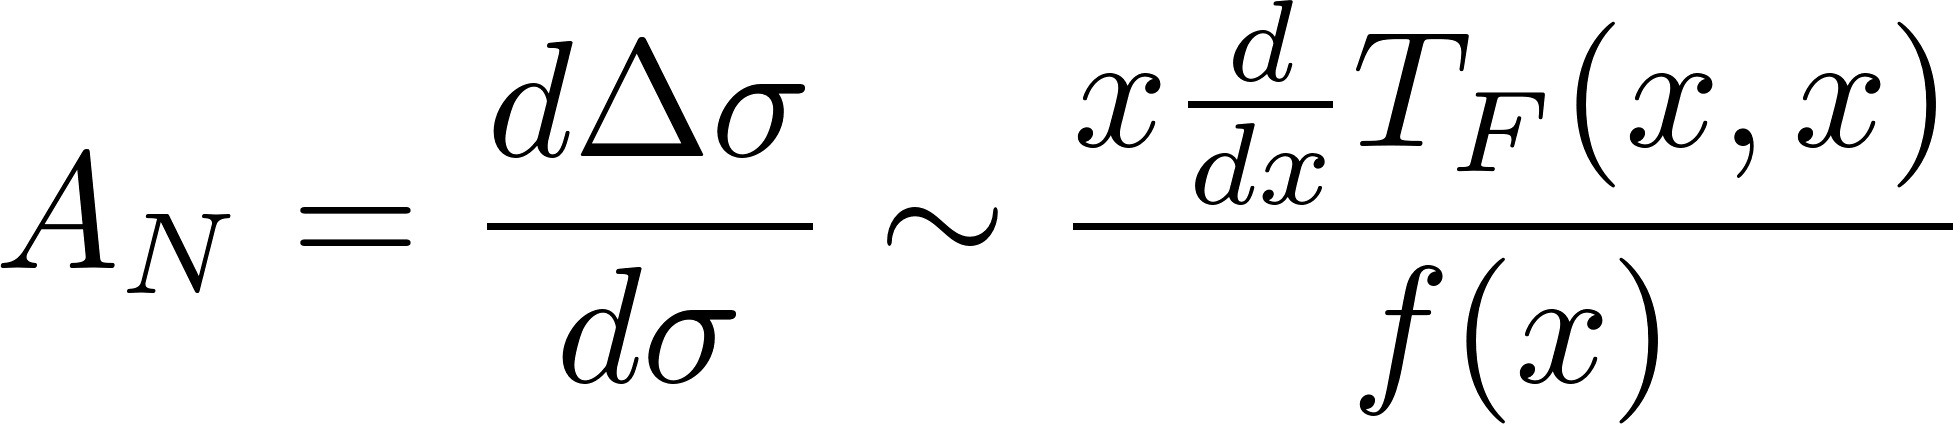 A_N = \frac{d\Delta\sigma}{d\sigma} \sim \frac{x \frac{d}{dx} T_F(x, x)}{f(x)}